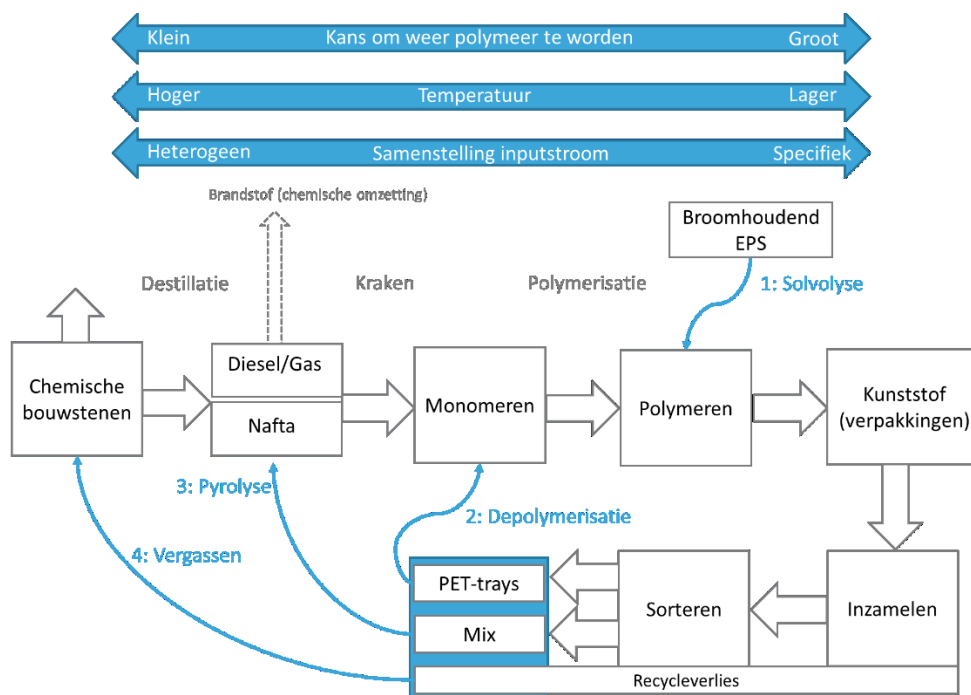 Klein Kans om weer polymeer te worden Groot
Hoger Temperatuur Lager
Heterogeen Samenstelling inputstroom Specifiek
Brandstof (chemische omzetting)
Broomhoudend
EPS
Destillatie Kraken Polymerisatie
1: Solvolyse
Chemische
bouwstenen
Diesel/Gas
Nafta
Monomeren
Polymeren
Kunststof
(verpakkingen)
3: Pyrolyse
2: Depolymerisatie
4: Vergassen
PET-trays
Mix
Sorteren
Inzamelen
Recycleverlies